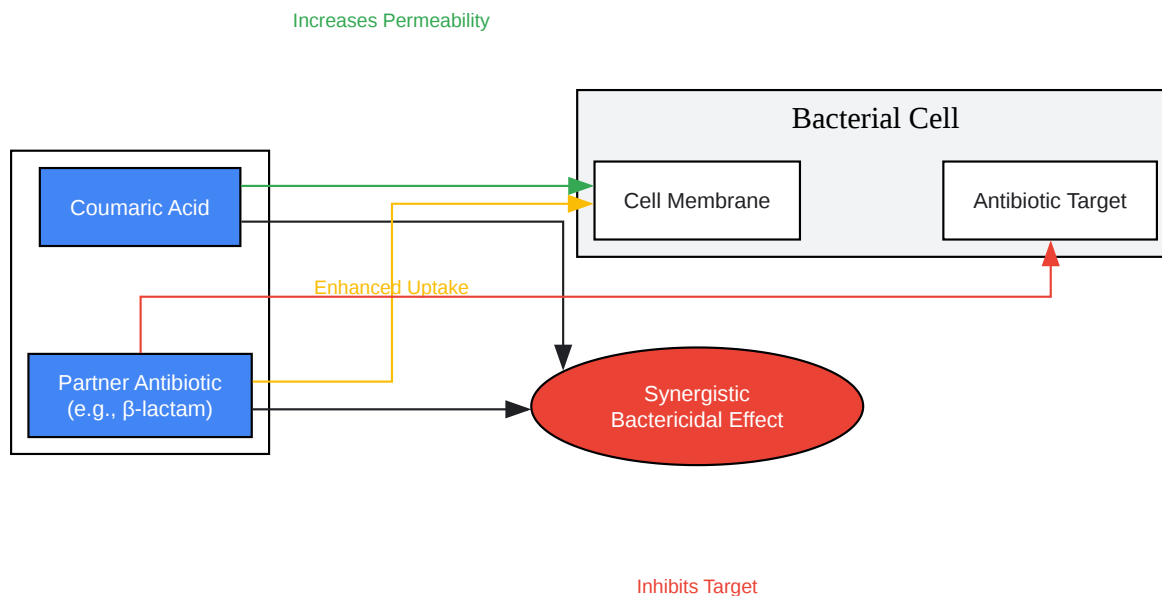 Increases Permeability
Bacterial Cell
Coumaric Acid
Cell Membrane
Antibiotic Target
Enhanced Uptake
Partner Antibiotic
(e.g., β-lactam)
Synergistic
Bactericidal Effect
Inhibits Target